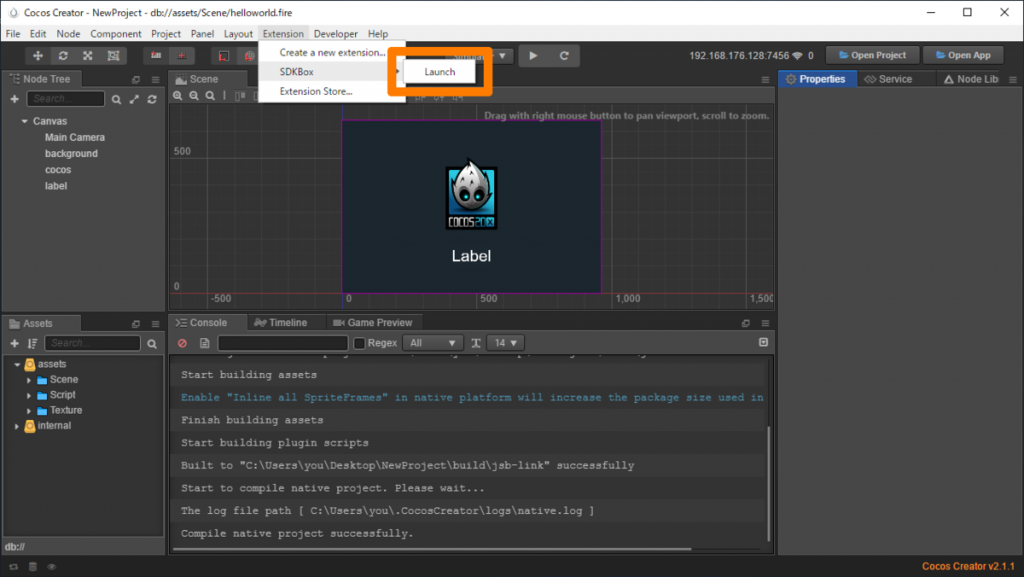 Cocos Creator - NewProject - db://assets/Scene/helloworld.fire
File Edit Node Component Project Panel Layout Extension Developer Help
Create a new extension...
SDKBox
Launch
Extension Store...
192.168.176.128:7456 0 Open Project Open App
Node Tree
Scene
Properties Service Node Lib
Search...
Drag with right mouse button to pan viewport, scroll to zoom.
Canvas
Main Camera
background
cocos
label
500
0
COCOS2DX
Label
-500 0 500 1,000 1,500
Assets
Console Timeline Game Preview
Search...
Regex All 14
assets
Scene
Script
Texture
internal
Start building assets
Enable "Inline all SpriteFrames" in native platform will increase the package size used in
Finish building assets
Start building plugin scripts
Built to "C:\Users\you\Desktop\NewProject\build\jsb-link" successfully
Start to compile native project. Please wait...
The log file path [ C:\Users\you\.CocosCreator\logs\native.log ]
Compile native project successfully.
db://
Cocos Creator v2.1.1